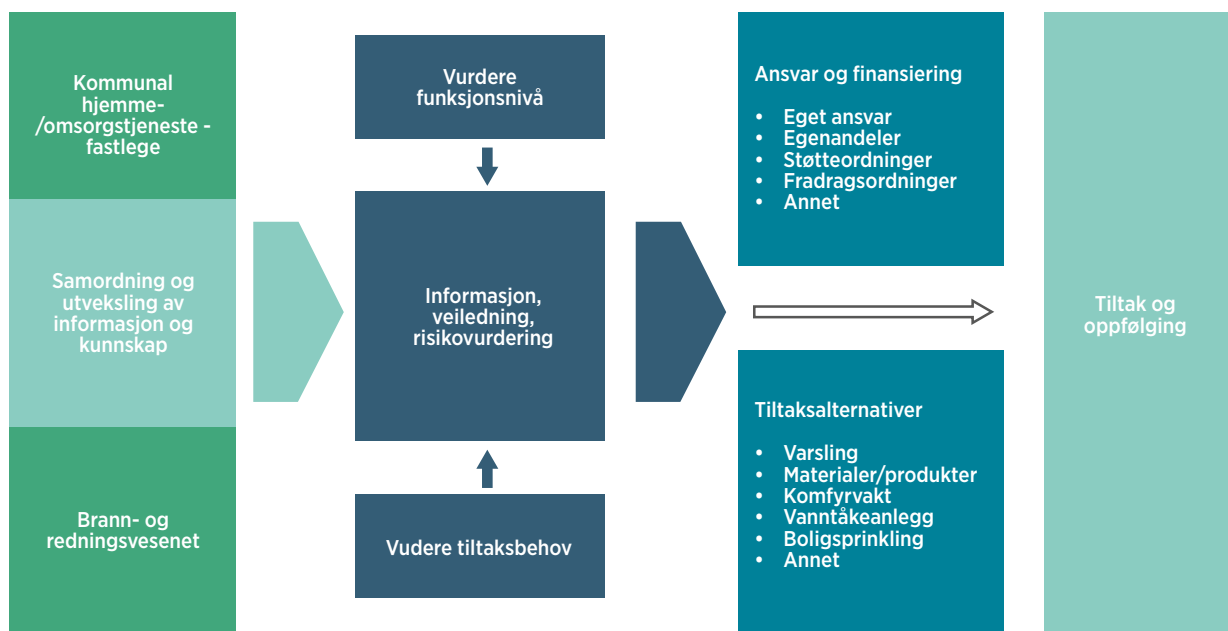 Kommunal
hjemme-
/omsorgstjeneste -
fastlege
Samordning og
utveksling av
informasjon og
kunnskap
Brann- og
redningsvesenet
Vurdere
funksjonsnivå
Informasjon,
veiledning,
risikovurdering
Vudere tiltaksbehov
Ansvar og finansiering
• Eget ansvar
• Egenandeler
• Støtteordninger
• Fradragsordninger
• Annet
Tiltaksalternativer
• Varsling
• Materialer/produkter
• Komfyrvakt
• Vanntåkeanlegg
• Boligsprinkling
• Annet
Tiltak og
oppfølging